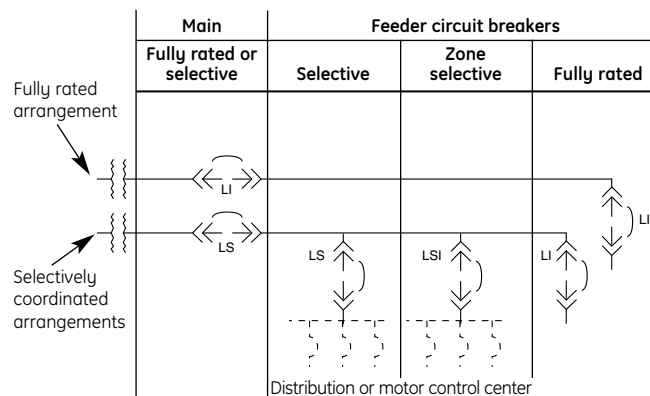 Main
Feeder circuit breakers
Fully rated or
selective
Selective
Zone
selective
Fully rated
Fully rated
arrangement
LI
LI
LS
LS
LSI
LI
Selectively
coordinated
arrangements
Distribution or motor control center